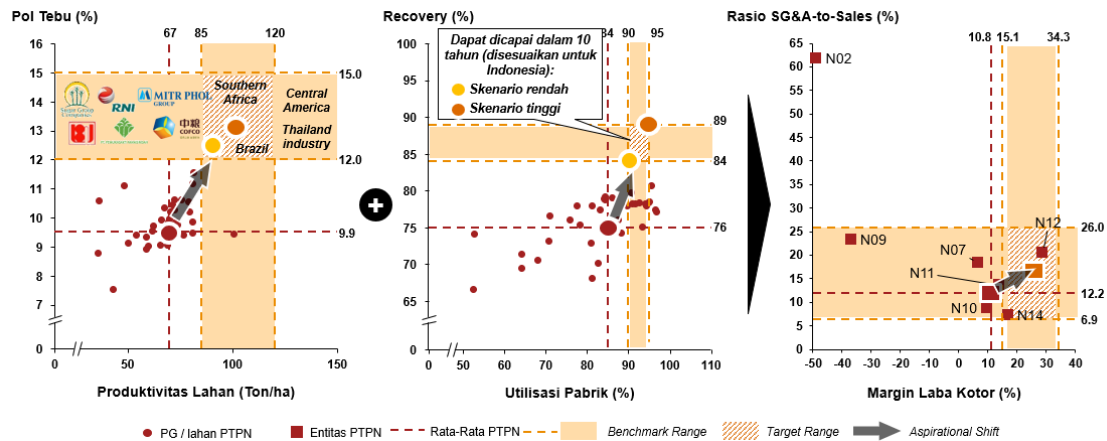 Pol Tebu (%)
67 85 120
16
15
14
13
12
11
10
9
8
7
6
0
15.0
12.0
9.9
RNI
MITR PHOL
GROUP
中粮
COFCO
Southern
Africa
Central
America
Thailand
industry
Brazil
0 50 100 150
Produktivitas Lahan (Ton/ha)
Recovery (%)
84 90 95
100
95
90
85
80
75
70
65
0
89
84
76
Dapat dicapai dalam 10
tahun (disesuaikan untuk
Indonesia):
Skenario rendah
Skenario tinggi
0 50 60 70 80 90 100 110
Utilisasi Pabrik (%)
Rasio SG&A-to-Sales (%)
10.8 15.1 34.3
65
60
55
50
45
40
35
30
25
20
15
10
5
0
26.0
12.2
6.9
N02
N09
N07
N12
N11
N10
N14
-50 -40 -30 -20 -10 0 10 20 30 40
Margin Laba Kotor (%)
PG / lahan PTPN
Entitas PTPN
Rata-Rata PTPN
Benchmark Range
Target Range
Aspirational Shift